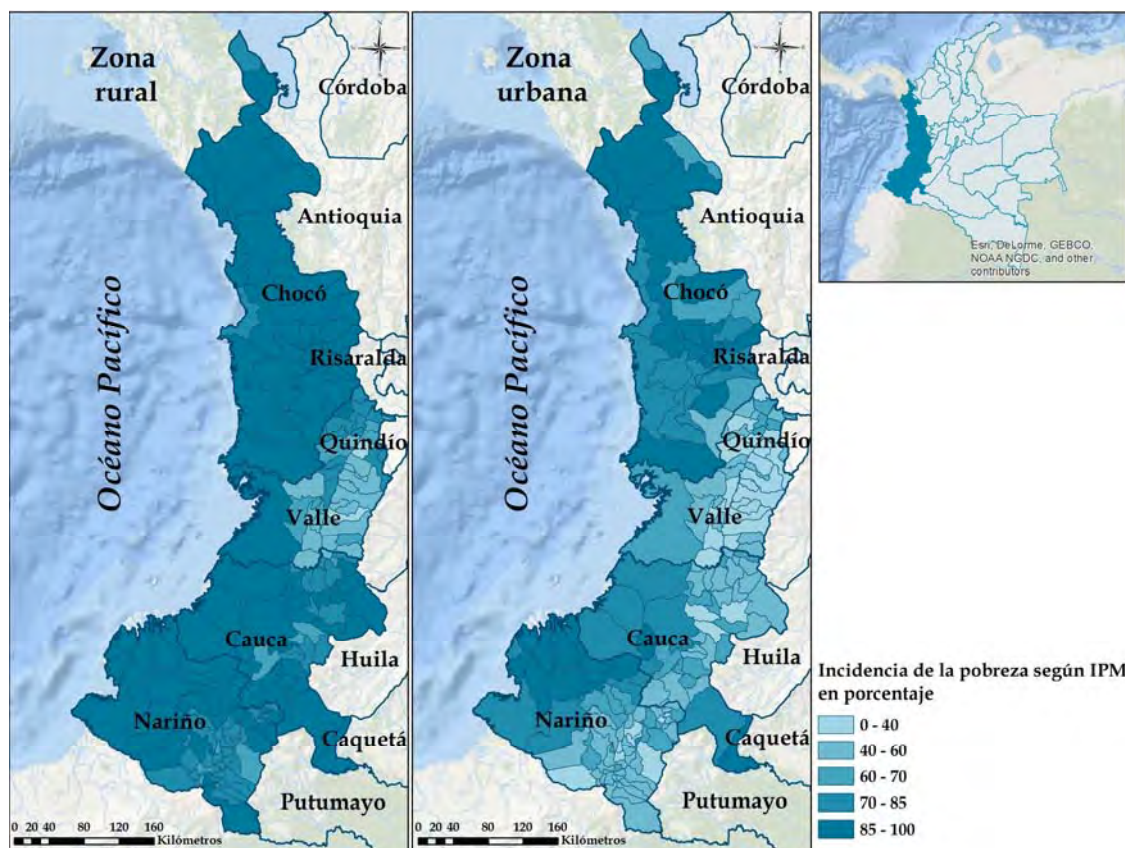 Zona
rural
Córdoba
Antioquia
Chocó
Risaralda
Quindío
Valle
Cauca
Huila
Nariño
Caquetá
Putumayo
Océano Pacífico
0 20 40 80 120 160
Kilómetros
Zona
urbana
Córdoba
Antioquia
Chocó
Risaralda
Quindío
Valle
Cauca
Huila
Nariño
Caquetá
Putumayo
Océano Pacífico
0 20 40 80 120 160
Kilómetros
Esri, DeLorme, GEBCO,
NOAA NGDC, and other
contributors
Incidencia de la pobreza según IPM
en porcentaje
0 - 40
40 - 60
60 - 70
70 - 85
85 - 100